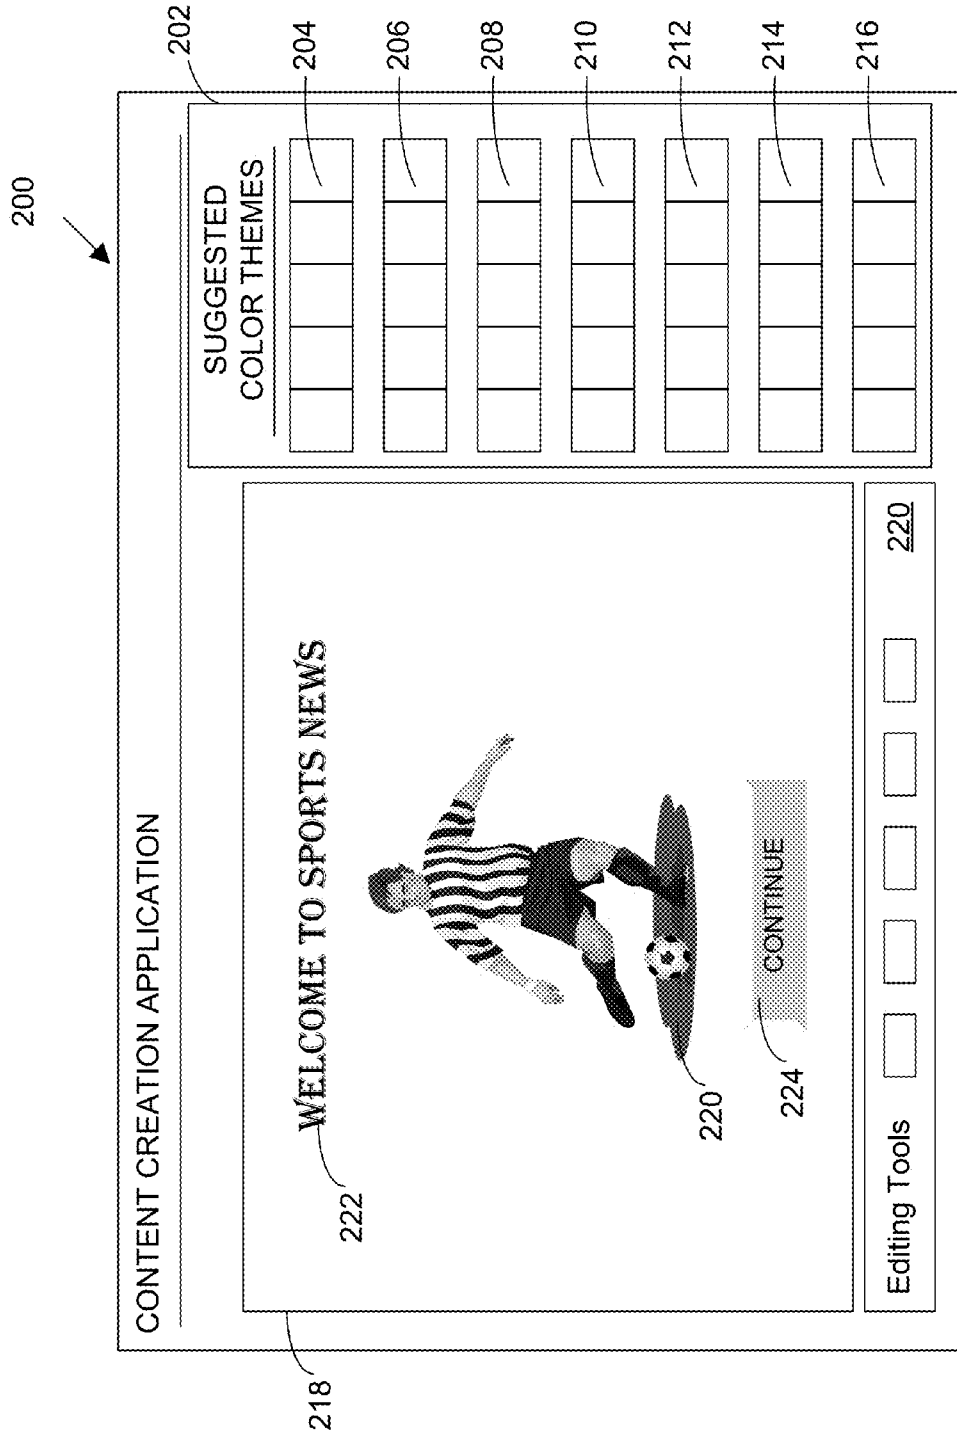 200
CONTENT CREATION APPLICATION
202
SUGGESTED
COLOR THEMES
204
206
208
210
212
214
216
218
222
WELCOME TO SPORTS NEWS
220
224
CONTINUE
Editing Tools
220